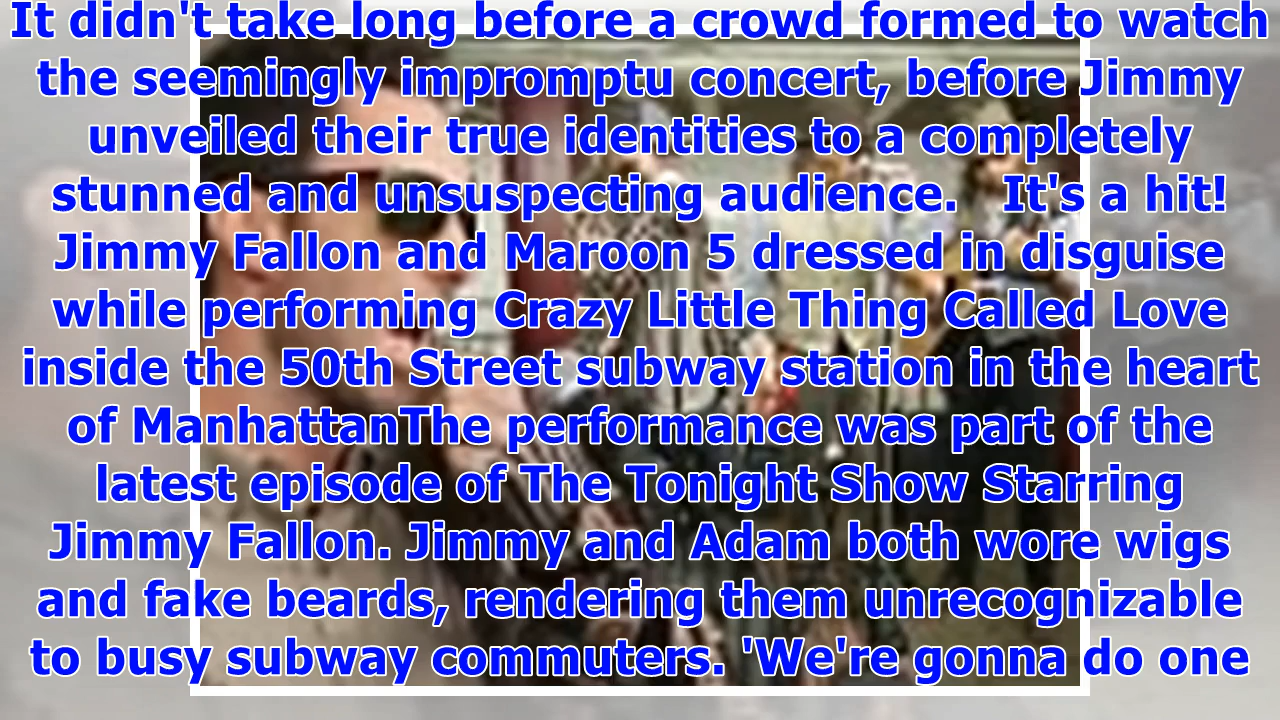 It didn't take long before a crowd formed to watch
the seemingly impromptu concert, before Jimmy
unveiled their true identities to a completely
stunned and unsuspecting audience.   It's a hit!
Jimmy Fallon and Maroon 5 dressed in disguise
while performing Crazy Little Thing Called Love
inside the 50th Street subway station in the heart
of ManhattanThe performance was part of the
latest episode of The Tonight Show Starring
Jimmy Fallon. Jimmy and Adam both wore wigs
and fake beards, rendering them unrecognizable
to busy subway commuters. 'We're gonna do one